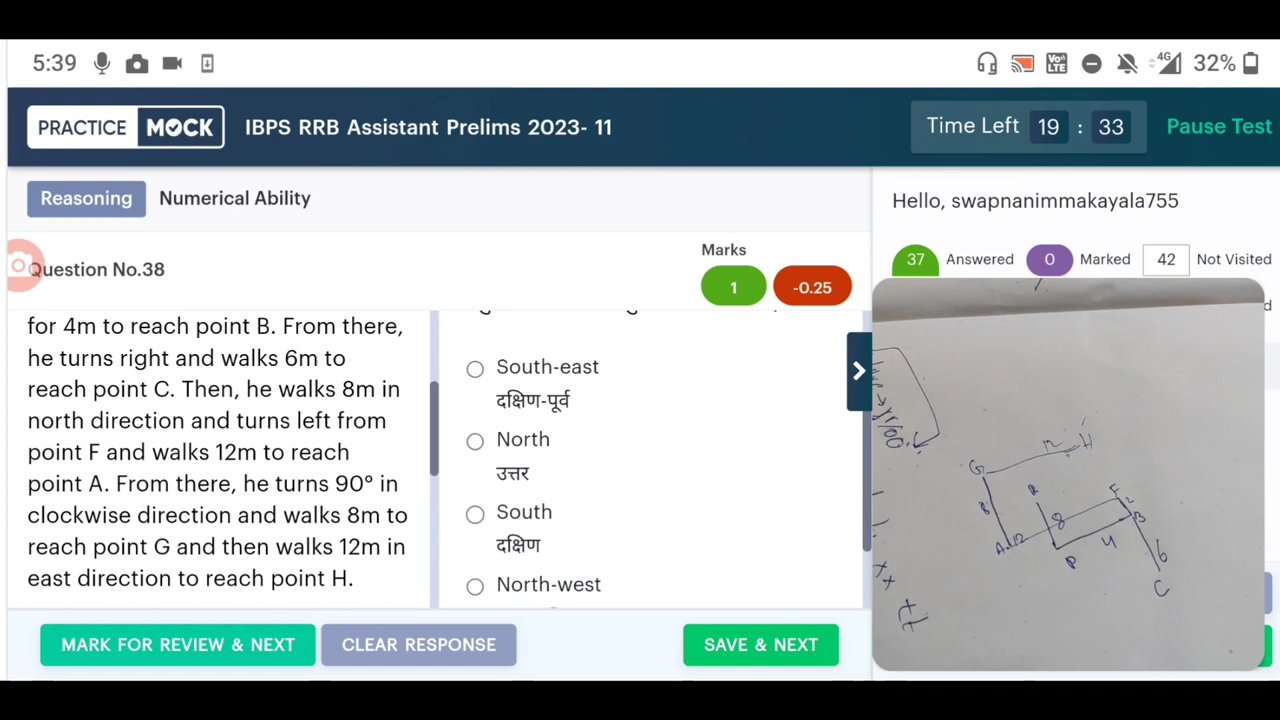 5:39
Vo)) LTE
4G
32%
PRACTICE MOCK
IBPS RRB Assistant Prelims 2023- 11
Time Left 19 : 33
Pause Test
Reasoning
Numerical Ability
Hello, swapnanimmakayala755
Question No.38
Marks
1
-0.25
37 Answered
0 Marked
42 Not Visited
for 4m to reach point B. From there,
he turns right and walks 6m to
reach point C. Then, he walks 8m in
north direction and turns left from
point F and walks 12m to reach
point A. From there, he turns 90° in
clockwise direction and walks 8m to
reach point G and then walks 12m in
east direction to reach point H.
South-east
दक्षिण-पूर्व
North
उत्तर
South
दक्षिण
North-west
MARK FOR REVIEW & NEXT
CLEAR RESPONSE
SAVE & NEXT
G
12
H
R
F
2
8
8
B
A
12
4
P
6
C